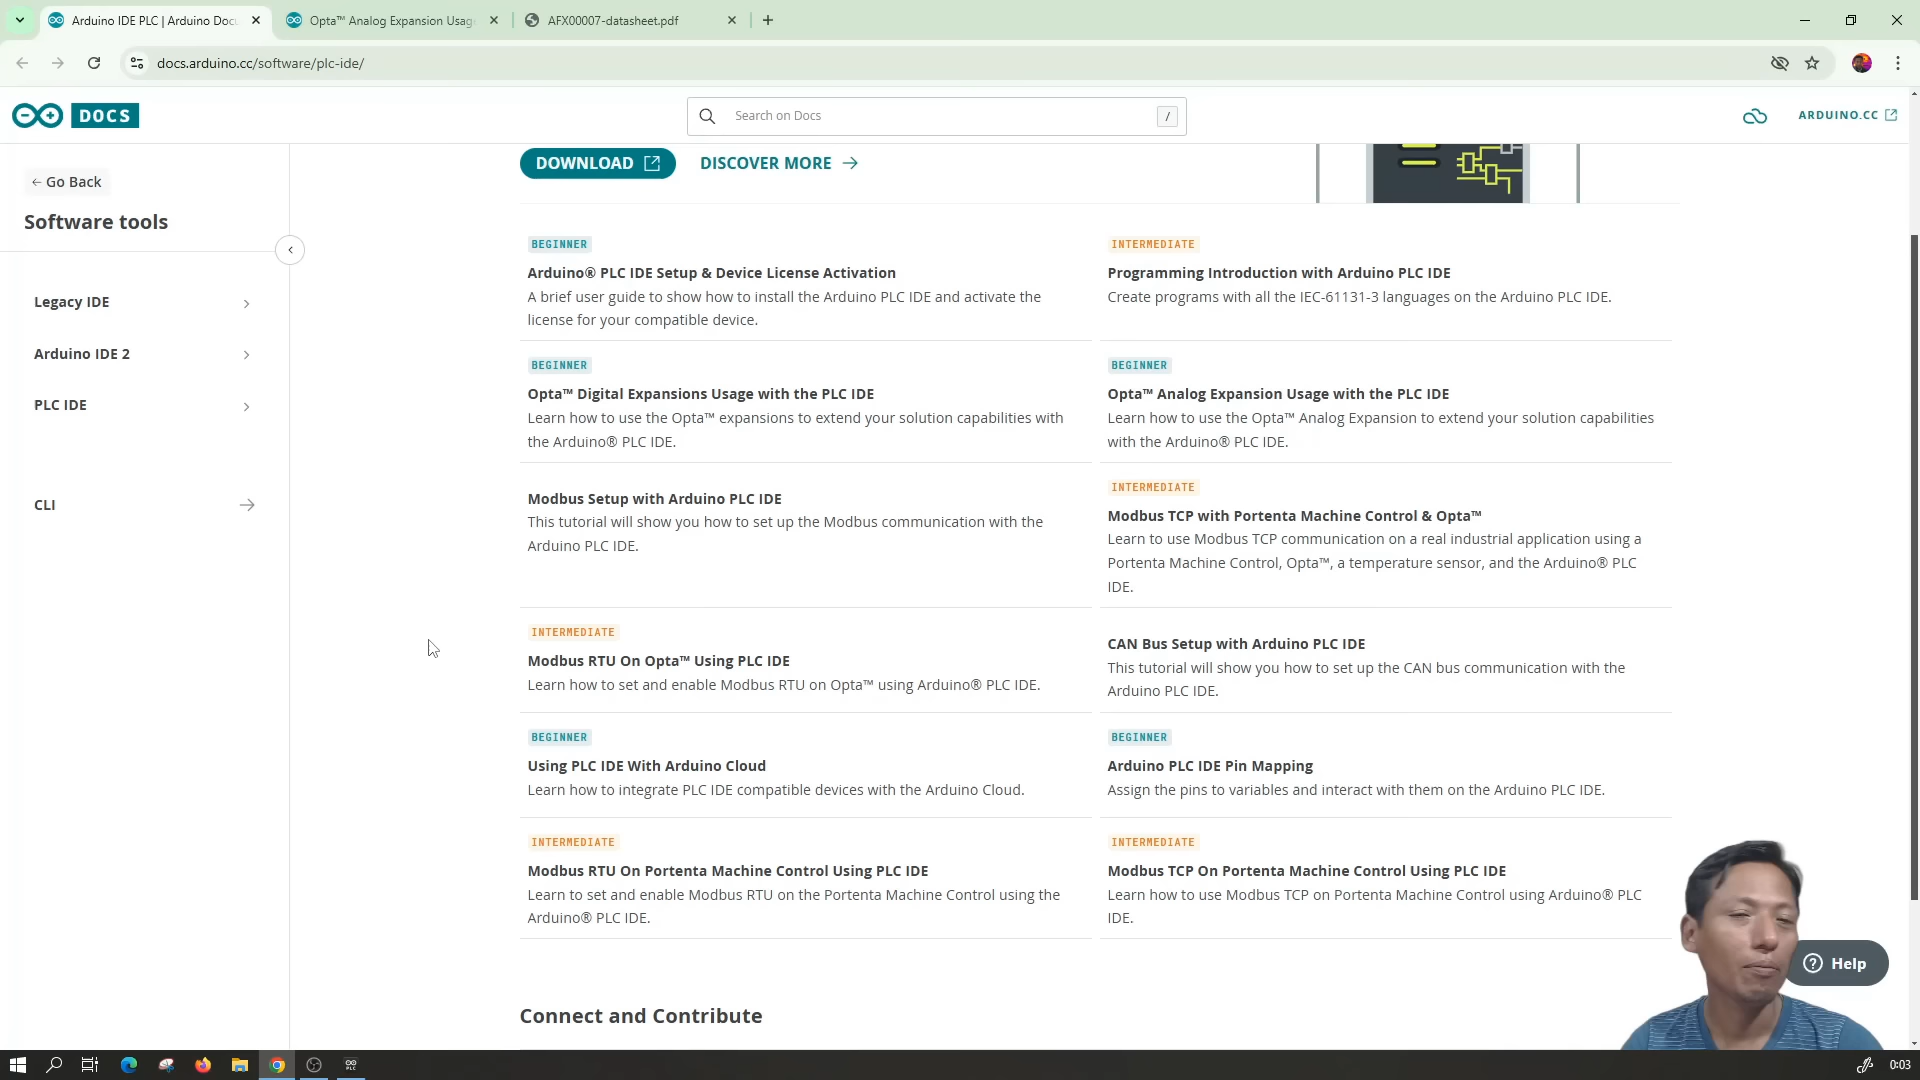 Arduino IDE PLC | Arduino Docu
Opta™ Analog Expansion Usage
AFX00007-datasheet.pdf
docs.arduino.cc/software/plc-ide/
DOCS
Search on Docs
/
ARDUINO.CC
Go Back
Software tools
Legacy IDE
Arduino IDE 2
PLC IDE
CLI
DOWNLOAD
DISCOVER MORE
BEGINNER
Arduino® PLC IDE Setup & Device License Activation
A brief user guide to show how to install the Arduino PLC IDE and activate the
license for your compatible device.
INTERMEDIATE
Programming Introduction with Arduino PLC IDE
Create programs with all the IEC-61131-3 languages on the Arduino PLC IDE.
BEGINNER
Opta™ Digital Expansions Usage with the PLC IDE
Learn how to use the Opta™ expansions to extend your solution capabilities with
the Arduino® PLC IDE.
BEGINNER
Opta™ Analog Expansion Usage with the PLC IDE
Learn how to use the Opta™ Analog Expansion to extend your solution capabilities
with the Arduino® PLC IDE.
Modbus Setup with Arduino PLC IDE
This tutorial will show you how to set up the Modbus communication with the
Arduino PLC IDE.
INTERMEDIATE
Modbus TCP with Portenta Machine Control & Opta™
Learn to use Modbus TCP communication on a real industrial application using a
Portenta Machine Control, Opta™, a temperature sensor, and the Arduino® PLC
IDE.
INTERMEDIATE
Modbus RTU On Opta™ Using PLC IDE
Learn how to set and enable Modbus RTU on Opta™ using Arduino® PLC IDE.
CAN Bus Setup with Arduino PLC IDE
This tutorial will show you how to set up the CAN bus communication with the
Arduino PLC IDE.
BEGINNER
Using PLC IDE With Arduino Cloud
Learn how to integrate PLC IDE compatible devices with the Arduino Cloud.
BEGINNER
Arduino PLC IDE Pin Mapping
Assign the pins to variables and interact with them on the Arduino PLC IDE.
INTERMEDIATE
Modbus RTU On Portenta Machine Control Using PLC IDE
Learn to set and enable Modbus RTU on the Portenta Machine Control using the
Arduino® PLC IDE.
INTERMEDIATE
Modbus TCP On Portenta Machine Control Using PLC IDE
Learn how to use Modbus TCP on Portenta Machine Control using Arduino® PLC
IDE.
Connect and Contribute
Help
PLC
0:03